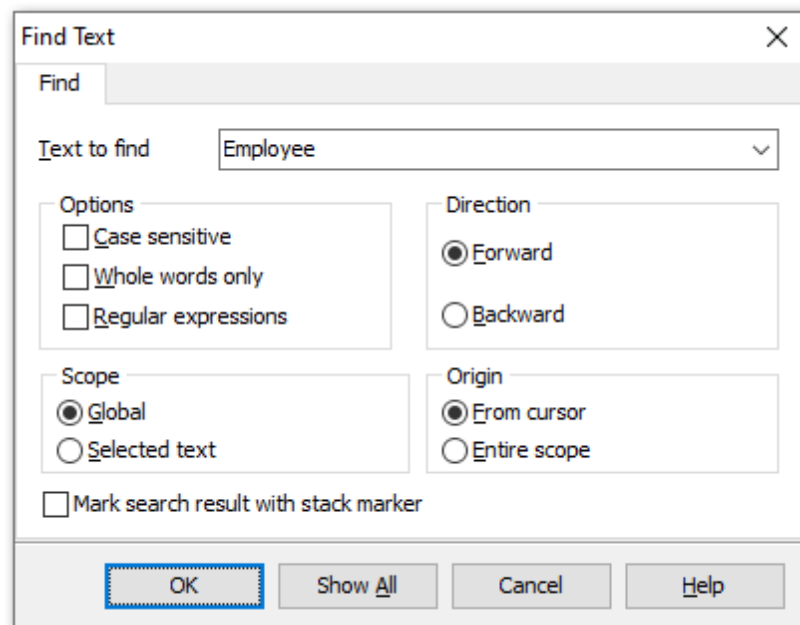 Find Text
Find
Text to find Employee
Options
Case sensitive
Whole words only
Regular expressions
Direction
Forward
Backward
Scope
Global
Selected text
Origin
From cursor
Entire scope
Mark search result with stack marker
OK Show All Cancel Help